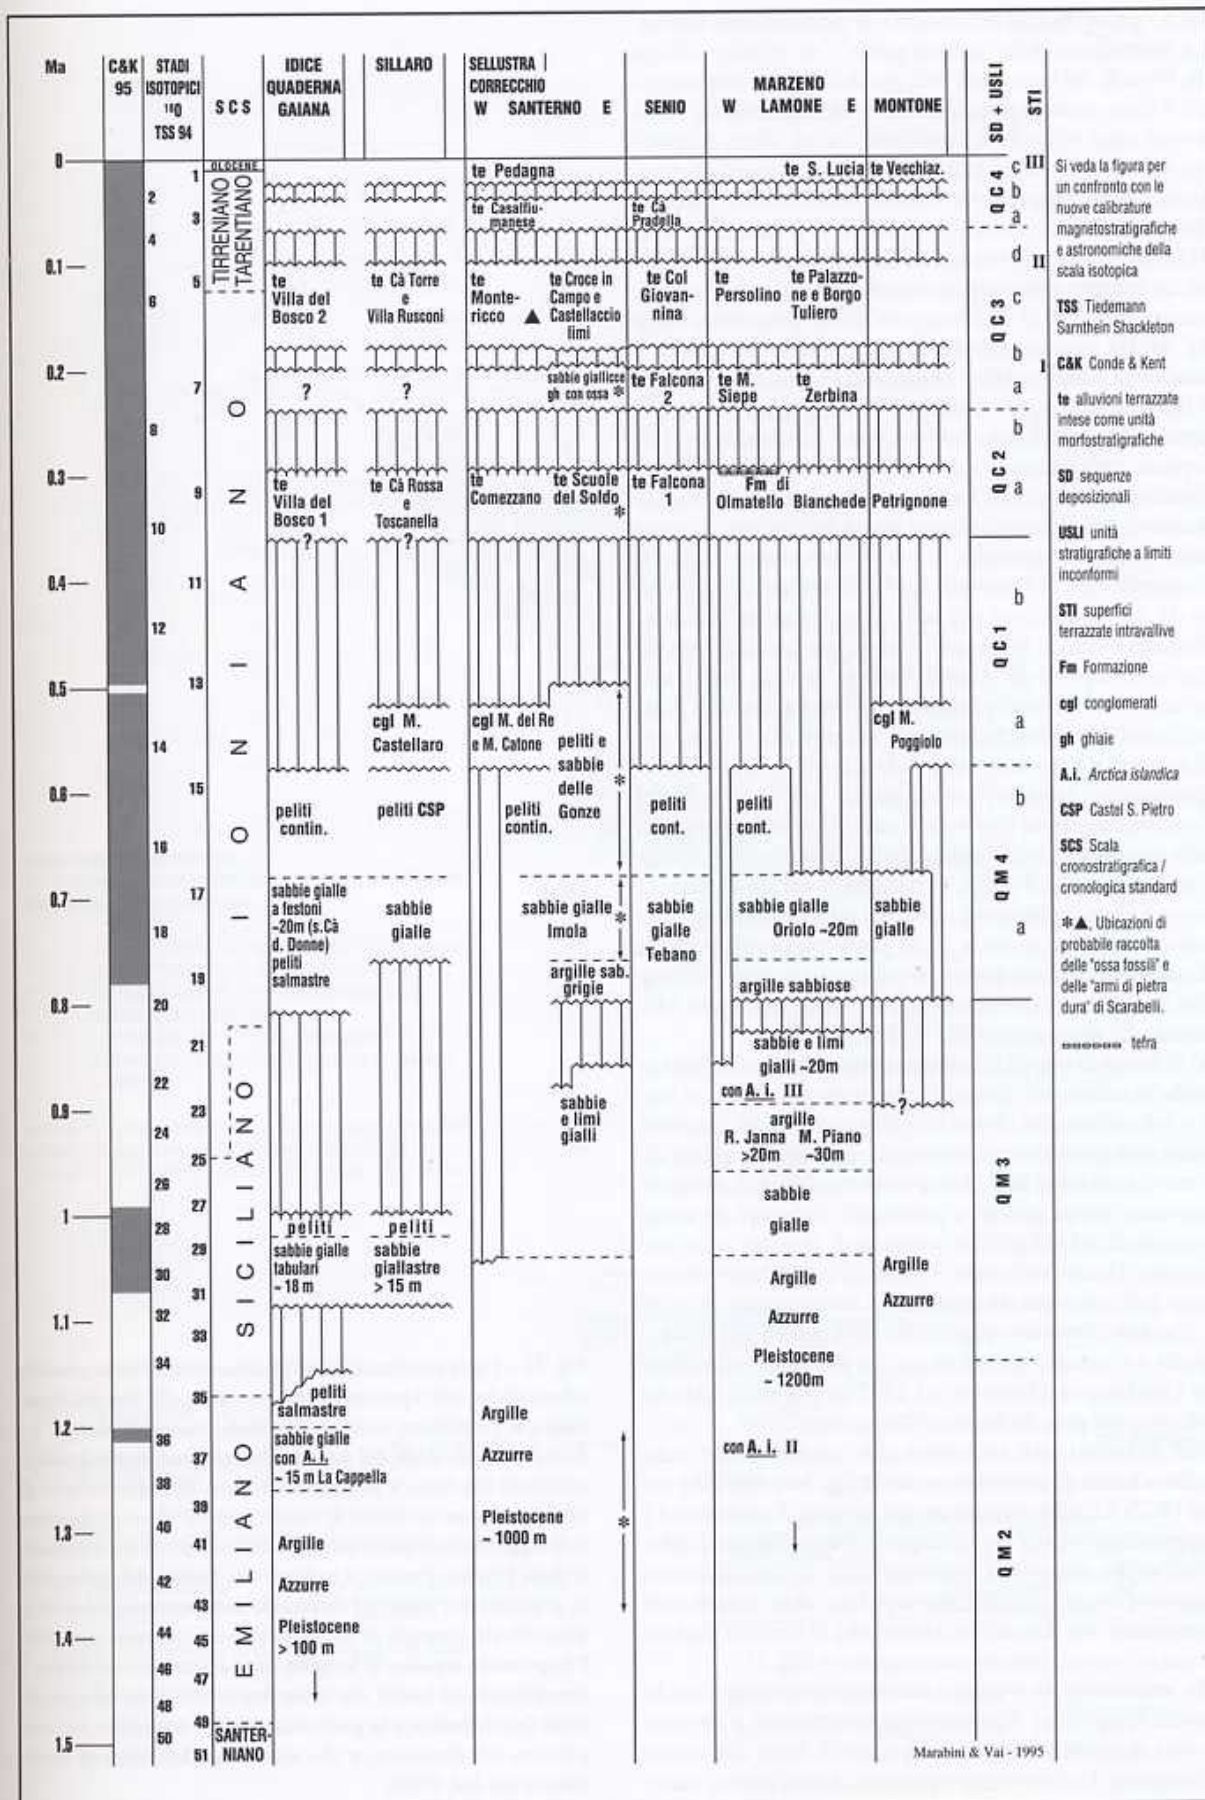 Ma
C&K
95
STADI
ISOTOPICI
¹⁸O
TSS 94
S C S
IDICE
QUADERNA
GAIANA
SILLARO
SELLUSTRA
CORRECCHIO
W SANTERNO E
SENIO
MARZENO
W LAMONE E
MONTONE
SD + USLI
STI
0
0.1
0.2
0.3
0.4
0.5
0.6
0.7
0.8
0.9
1
1.1
1.2
1.3
1.4
1.5
1
2
3
4
5
6
7
8
9
10
11
12
13
14
15
16
17
18
19
20
21
22
23
24
25
26
27
28
29
30
31
32
33
34
35
36
37
38
39
40
41
42
43
44
45
46
47
48
49
50
51
OLOCENE
TIRRENIANO
TARENTIANO
IONIANO
SICILIANO
EMILIANO
SANTER-
NIANO
te
Villa del
Bosco 2
?
te
Villa del
Bosco 1
?
peliti
contin.
sabbie gialle
a festoni
~20m (s.Cà
d. Donne)
peliti
salmastre
peliti
sabbie gialle
tabulari
~ 18 m
peliti
salmastre
sabbie gialle
con A. i.
~ 15 m La Cappella
Argille
Azzurre
Pleistocene
> 100 m
te Cà Torre
e
Villa Rusconi
?
te Cà Rossa
e
Toscanella
?
cgl M.
Castellaro
peliti CSP
sabbie
gialle
peliti
sabbie
giallastre
> 15 m
te Pedagna
te Casalfiu-
manese
te
Monte-
ricco ▲
te Croce in
Campo e
Castellaccio
limi
sabbie giallicce
gh con ossa *
te
Comezzano
te Scuole
del Soldo
*
cgl M. del Re
e M. Catone
peliti e
sabbie
delle
Gonze
*
peliti
contin.
sabbie gialle
Imola
*
argille sab.
grigie
sabbie
e limi
gialli
Argille
Azzurre
Pleistocene
~ 1000 m
*
te Cà
Pradella
te Col
Giovan-
nina
te Falcona
2
te Falcona
1
peliti
cont.
sabbie
gialle
Tebano
te S. Lucia
te
Persolino
te Palazzo-
ne e Borgo
Tuliero
te M.
Siepe
te
Zerbina
Fm di
Olmatello Bianchede
peliti
cont.
sabbie gialle
Oriolo ~20m
argille sabbiose
sabbie e limi
gialli ~20m
con A. i. III
argille
R. Janna M. Piano
>20m ~30m
sabbie
gialle
Argille
Azzurre
Pleistocene
~ 1200m
con A. i. II
te Vecchiaz.
Petrignone
cgl M.
Poggiolo
sabbie
gialle
?
Argille
Azzurre
QC 4
c
b
a
QC 3
d
c
b
a
QC 2
b
a
QC 1
b
a
QM 4
b
a
QM 3
QM 2
III
II
I
Si veda la figura per
un confronto con le
nuove calibrature
magnetostratigrafiche
e astronomiche della
scala isotopica
TSS Tiedemann
Sarnthein Shackleton
C&K Conde & Kent
te alluvioni terrazzate
intese come unità
morfostratigrafiche
SD sequenze
deposizionali
USLI unità
stratigrafiche a limiti
inconformi
STI superfici
terrazzate intravallive
Fm Formazione
cgl conglomerati
gh ghiaie
A.i. Arctica islandica
CSP Castel S. Pietro
SCS Scala
cronostratigrafica /
cronologica standard
*▲, Ubicazioni di
probabile raccolta
delle "ossa fossili" e
delle "armi di pietra
dura" di Scarabelli.
tefra
Marabini & Vai - 1995